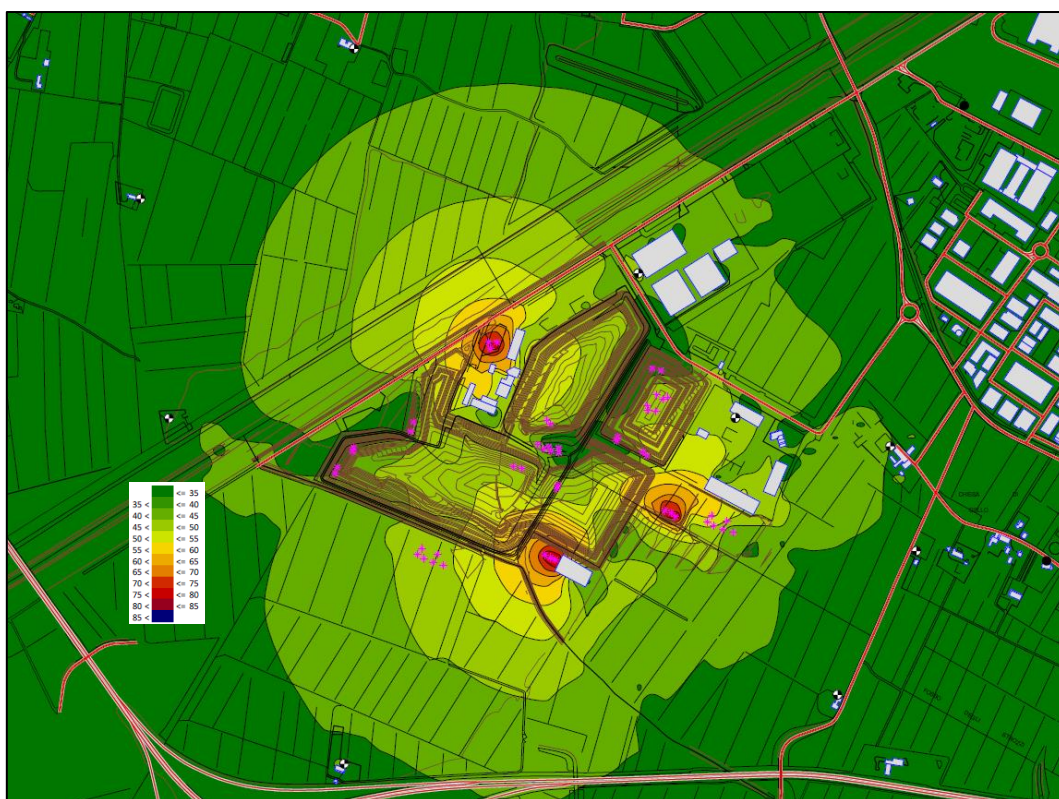 <= 35
35 < <= 40
40 < <= 45
45 < <= 50
50 < <= 55
55 < <= 60
60 < <= 65
65 < <= 70
70 < <= 75
75 < <= 80
80 < <= 85
85 <